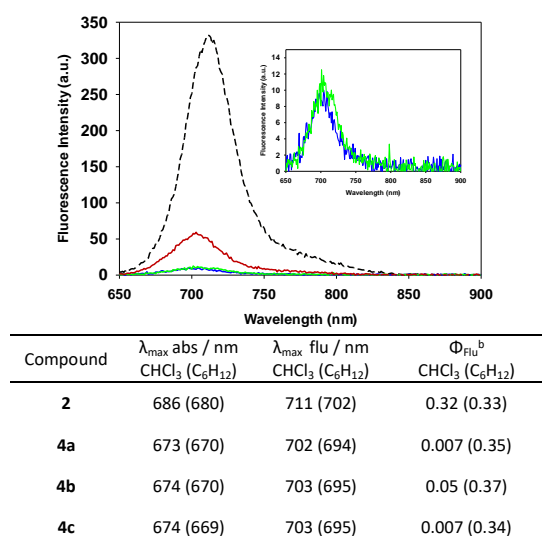 350
300
250
200
150
100
50
0
Fluorescence Intensity (a.u.)
650 700 750 800 850 900
Wavelength (nm)
14
12
10
8
6
4
2
0
Fluorescence Intensity (a.u.)
650 700 750 800 850 900
Wavelength (nm)
Compound λmax abs / nm CHCl3 (C6H12) λmax flu / nm CHCl3 (C6H12) ΦFlu b CHCl3 (C6H12)
2 686 (680) 711 (702) 0.32 (0.33)
4a 673 (670) 702 (694) 0.007 (0.35)
4b 674 (670) 703 (695) 0.05 (0.37)
4c 674 (669) 703 (695) 0.007 (0.34)